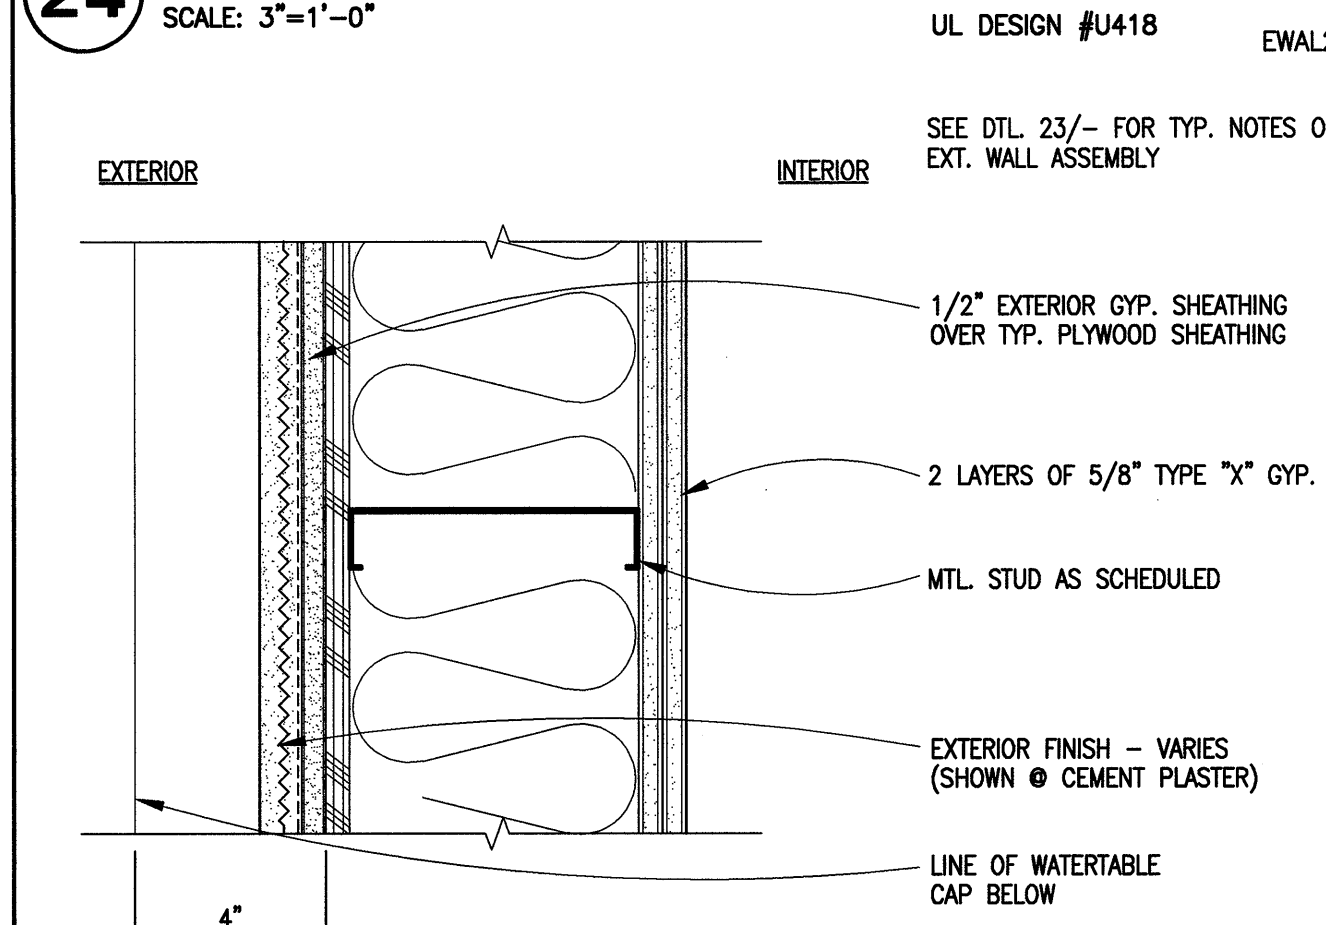 24
SCALE: 3"=1'-0"
UL DESIGN #U418
SEE DTL. 23/- FOR TYP. NOTES
EXT. WALL ASSEMBLY
EXTERIOR
INTERIOR
1/2" EXTERIOR GYP. SHEATHING
OVER TYP. PLYWOOD SHEATHING
2 LAYERS OF 5/8" TYPE "X" GYP.
MTL. STUD AS SCHEDULED
EXTERIOR FINISH - VARIES
(SHOWN @ CEMENT PLASTER)
LINE OF WATERTABLE
CAP BELOW
4"